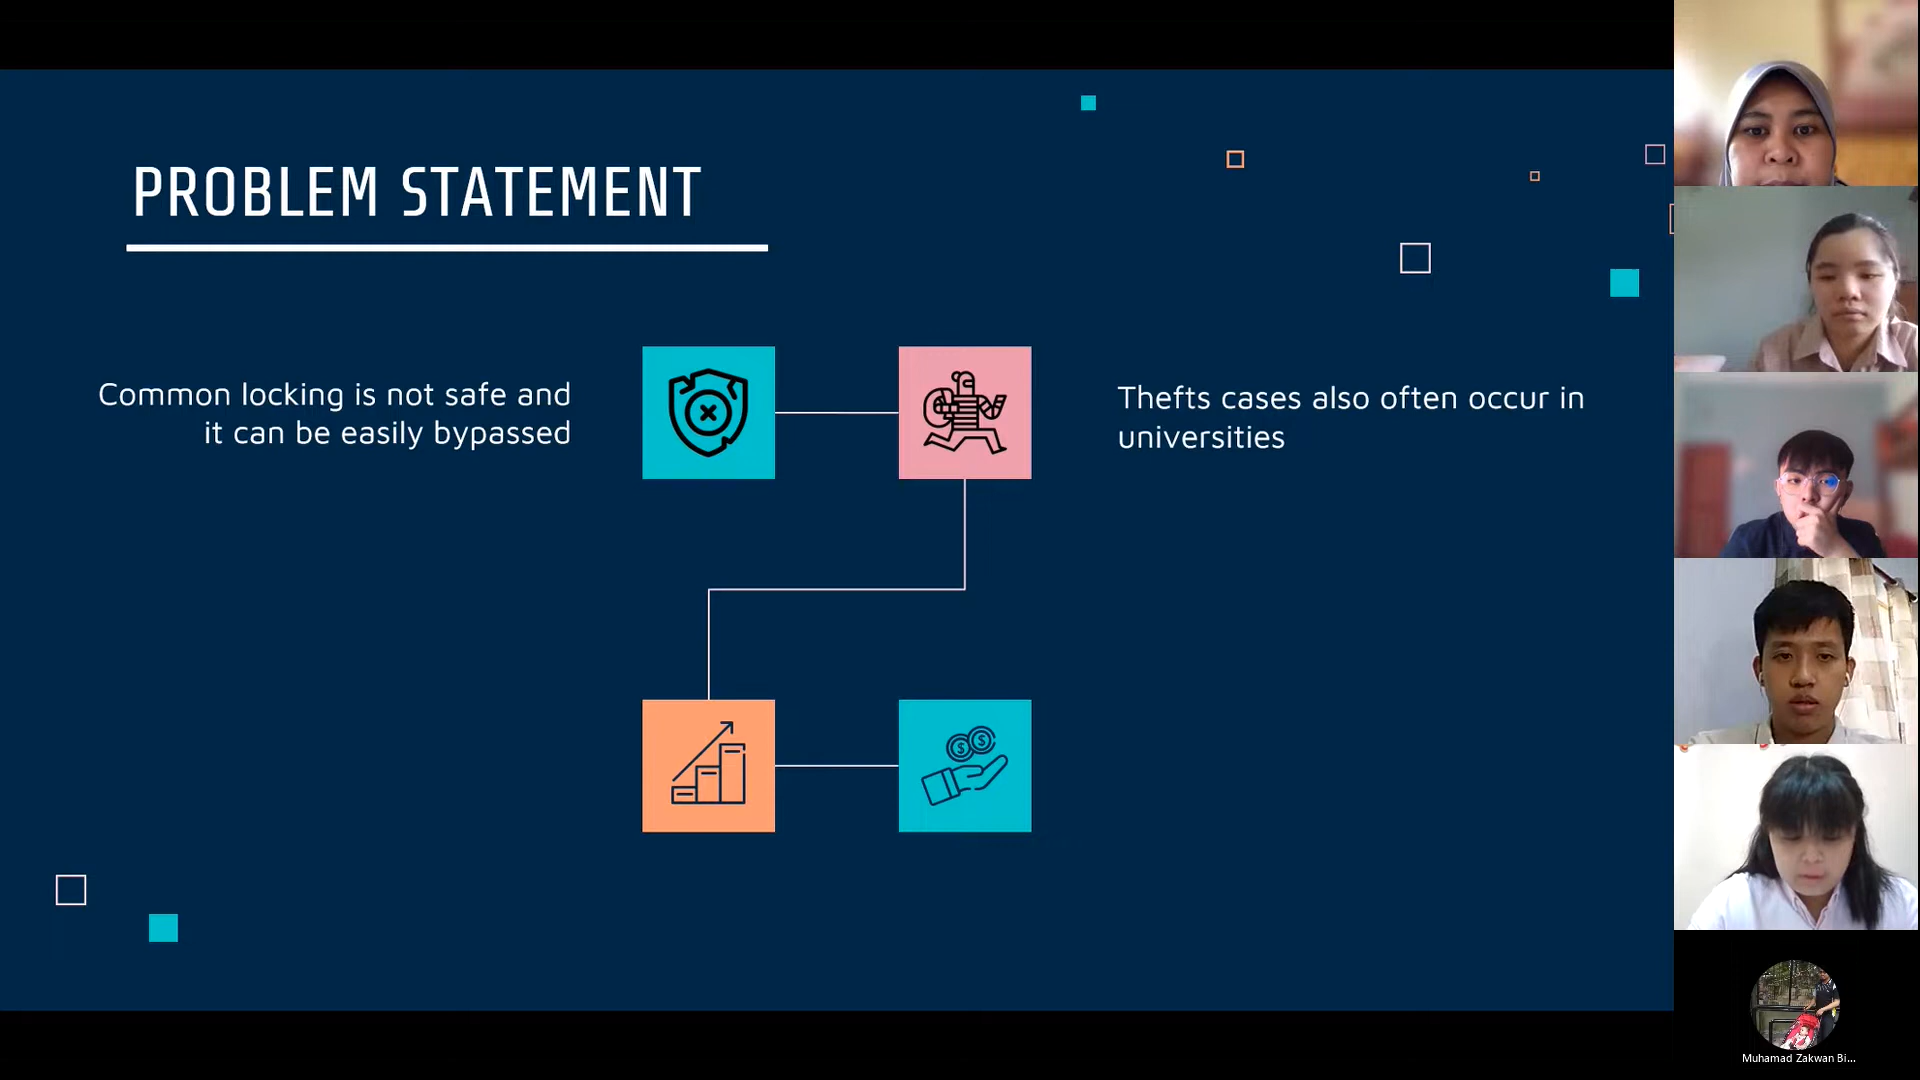 PROBLEM STATEMENT
Common locking is not safe and
it can be easily bypassed
Thefts cases also often occur in
universities
Muhamad Zakwan Bi...